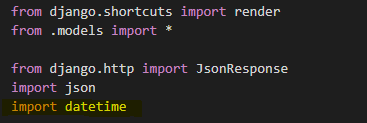 from django.shortcuts import render
from .models import *
from django.http import JsonResponse
import json
import datetime